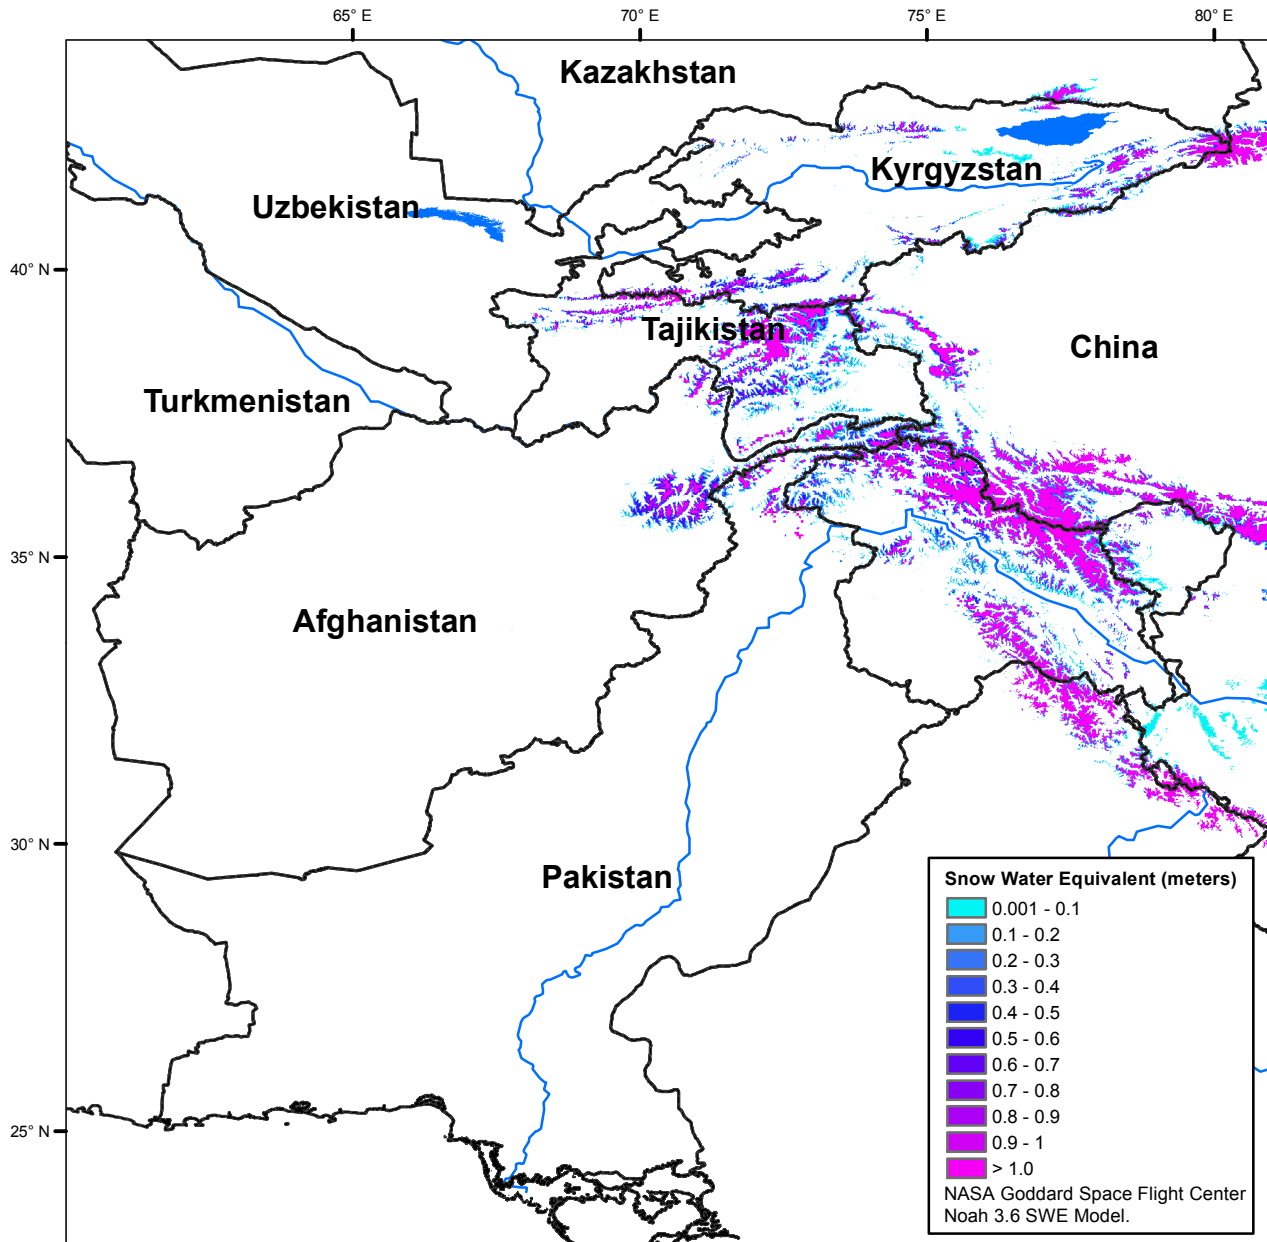 65° E
70° E
75° E
80° E
Kazakhstan
Kyrgyzstan
Uzbekistan
40° N
Tajikistan
China
Turkmenistan
35° N
Afghanistan
30° N
Pakistan
25° N
Snow Water Equivalent (meters)
0.001 - 0.1
0.1 - 0.2
0.2 - 0.3
0.3 - 0.4
0.4 - 0.5
0.5 - 0.6
0.6 - 0.7
0.7 - 0.8
0.8 - 0.9
0.9 - 1
> 1.0
NASA Goddard Space Flight Center
Noah 3.6 SWE Model.